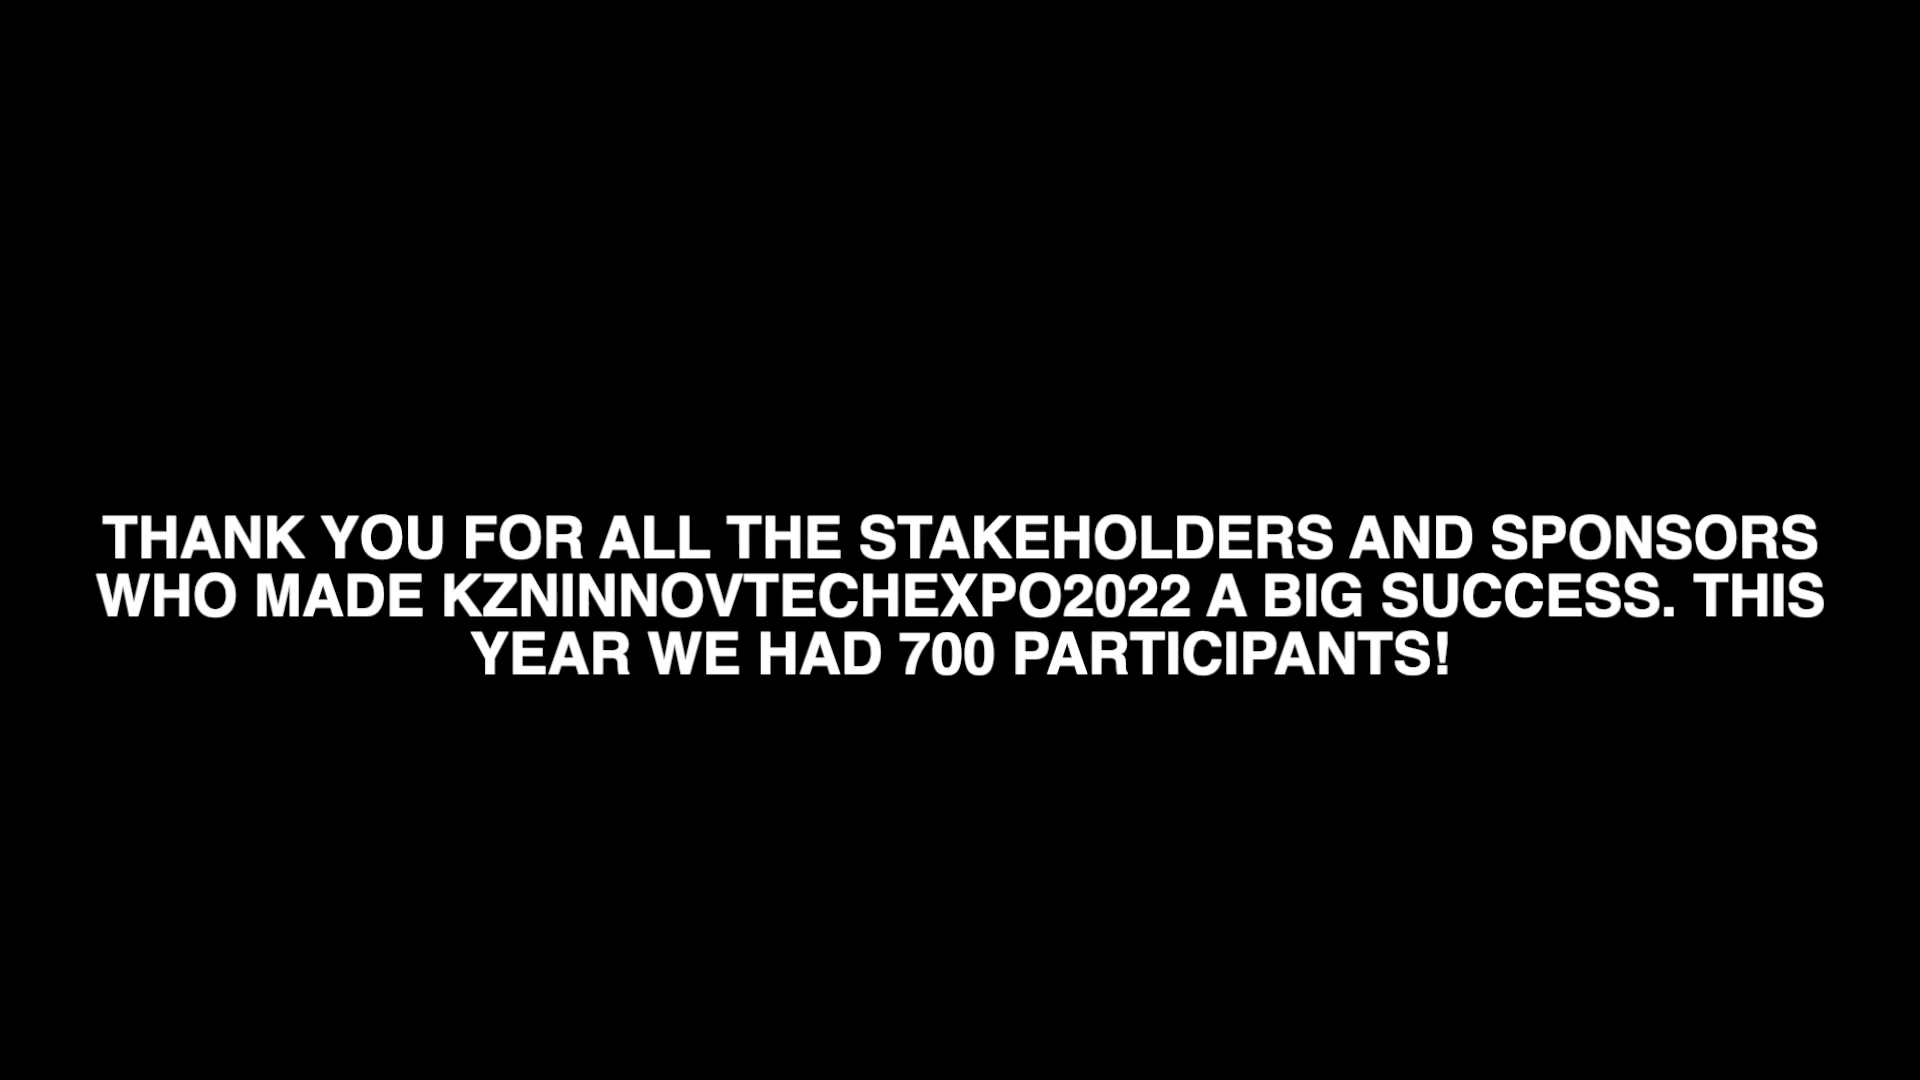 THANK YOU FOR ALL THE STAKEHOLDERS AND SPONSORS
WHO MADE KZNINNOVTECHEXPO2022 A BIG SUCCESS. THIS
YEAR WE HAD 700 PARTICIPANTS!